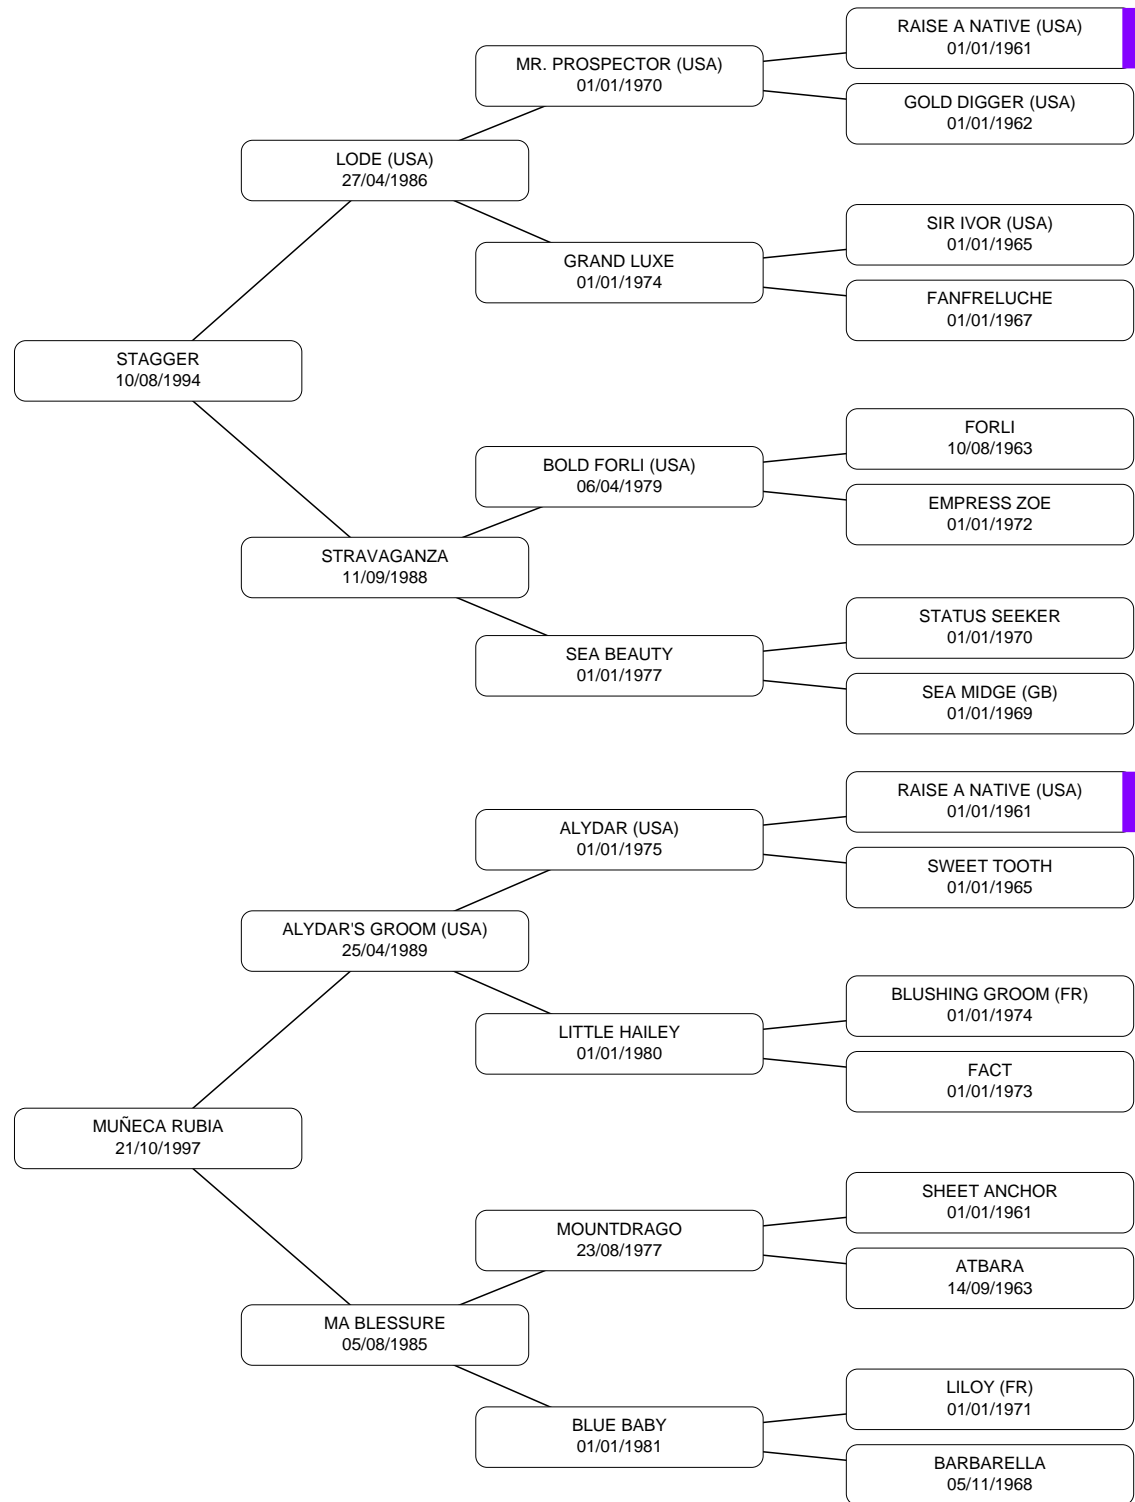 RAISE A NATIVE (USA)
01/01/1961
MR. PROSPECTOR (USA)
01/01/1970
GOLD DIGGER (USA)
01/01/1962
LODE (USA)
27/04/1986
SIR IVOR (USA)
01/01/1965
GRAND LUXE
01/01/1974
FANFRELUCHE
01/01/1967
STAGGER
10/08/1994
FORLI
10/08/1963
BOLD FORLI (USA)
06/04/1979
EMPRESS ZOE
01/01/1972
STRAVAGANZA
11/09/1988
STATUS SEEKER
01/01/1970
SEA BEAUTY
01/01/1977
SEA MIDGE (GB)
01/01/1969
RAISE A NATIVE (USA)
01/01/1961
ALYDAR (USA)
01/01/1975
SWEET TOOTH
01/01/1965
ALYDAR'S GROOM (USA)
25/04/1989
BLUSHING GROOM (FR)
01/01/1974
LITTLE HAILEY
01/01/1980
FACT
01/01/1973
MUÑECA RUBIA
21/10/1997
SHEET ANCHOR
01/01/1961
MOUNTDRAGO
23/08/1977
ATBARA
14/09/1963
MA BLESSURE
05/08/1985
LILOY (FR)
01/01/1971
BLUE BABY
01/01/1981
BARBARELLA
05/11/1968